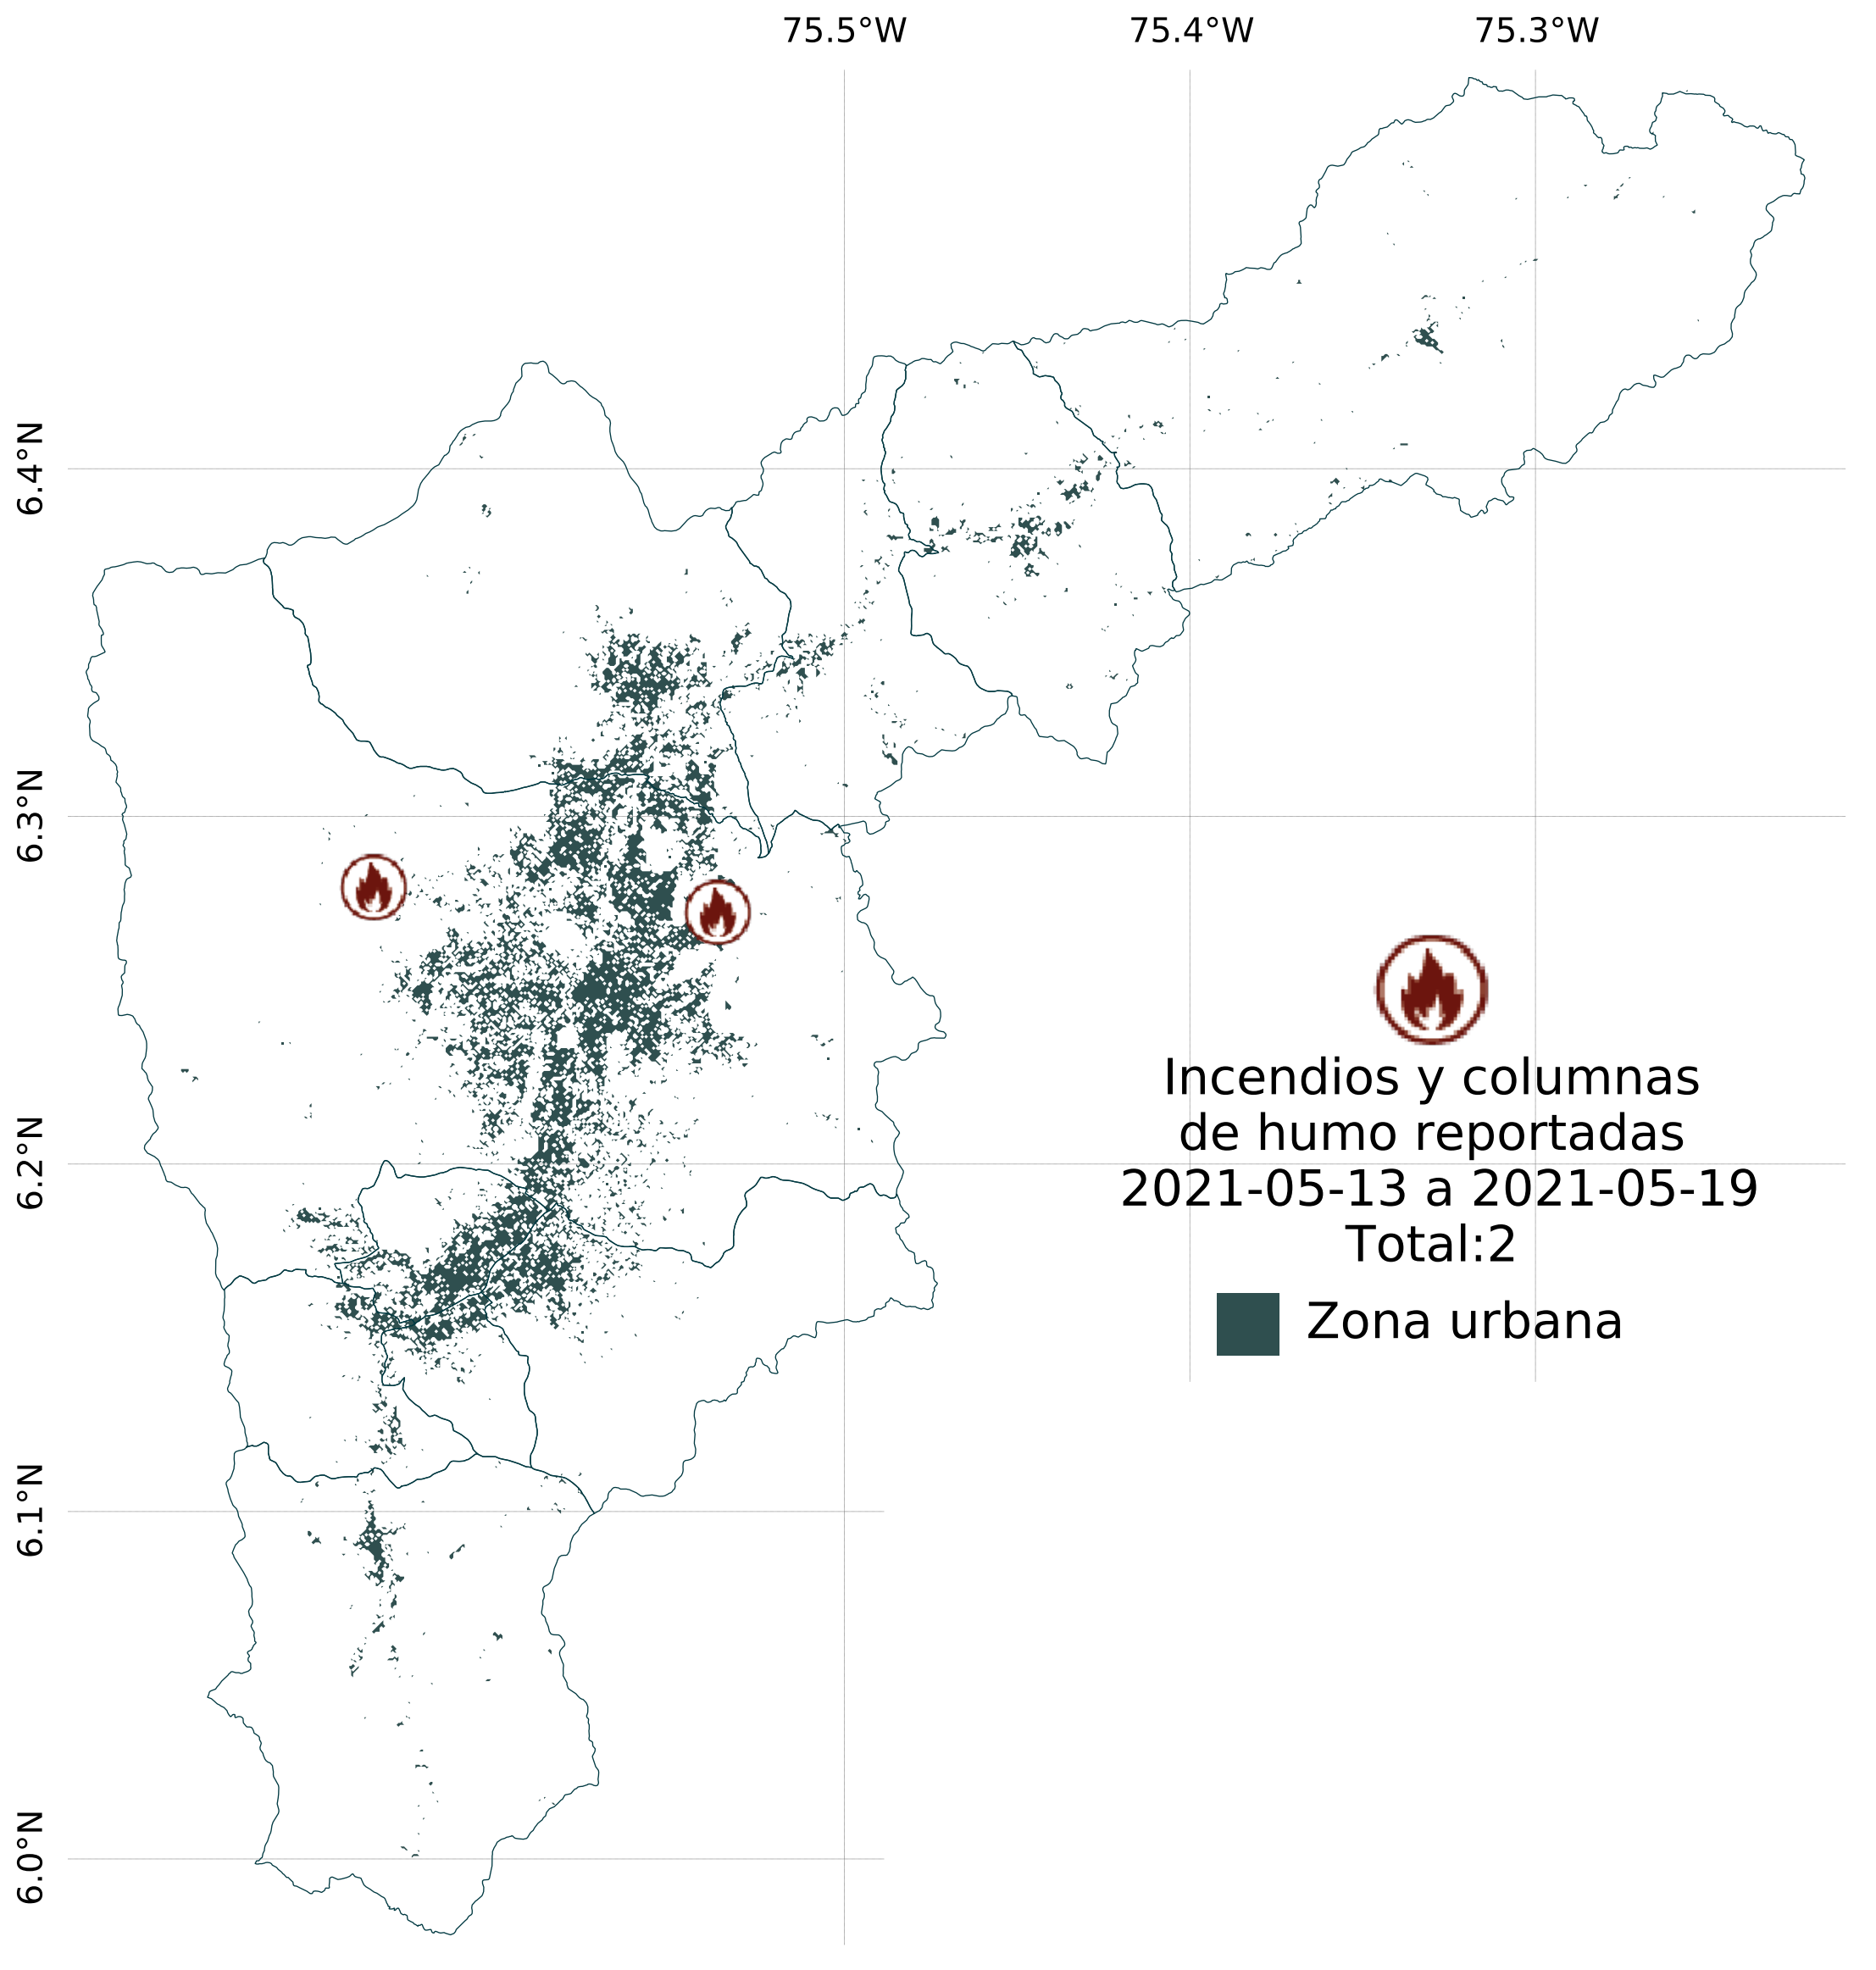 75.5°W 75.4°W 75.3°W
6.4°N
6.3°N
6.2°N
6.1°N
6.0°N
Incendios y columnas
de humo reportadas
2021-05-13 a 2021-05-19
Total:2
Zona urbana